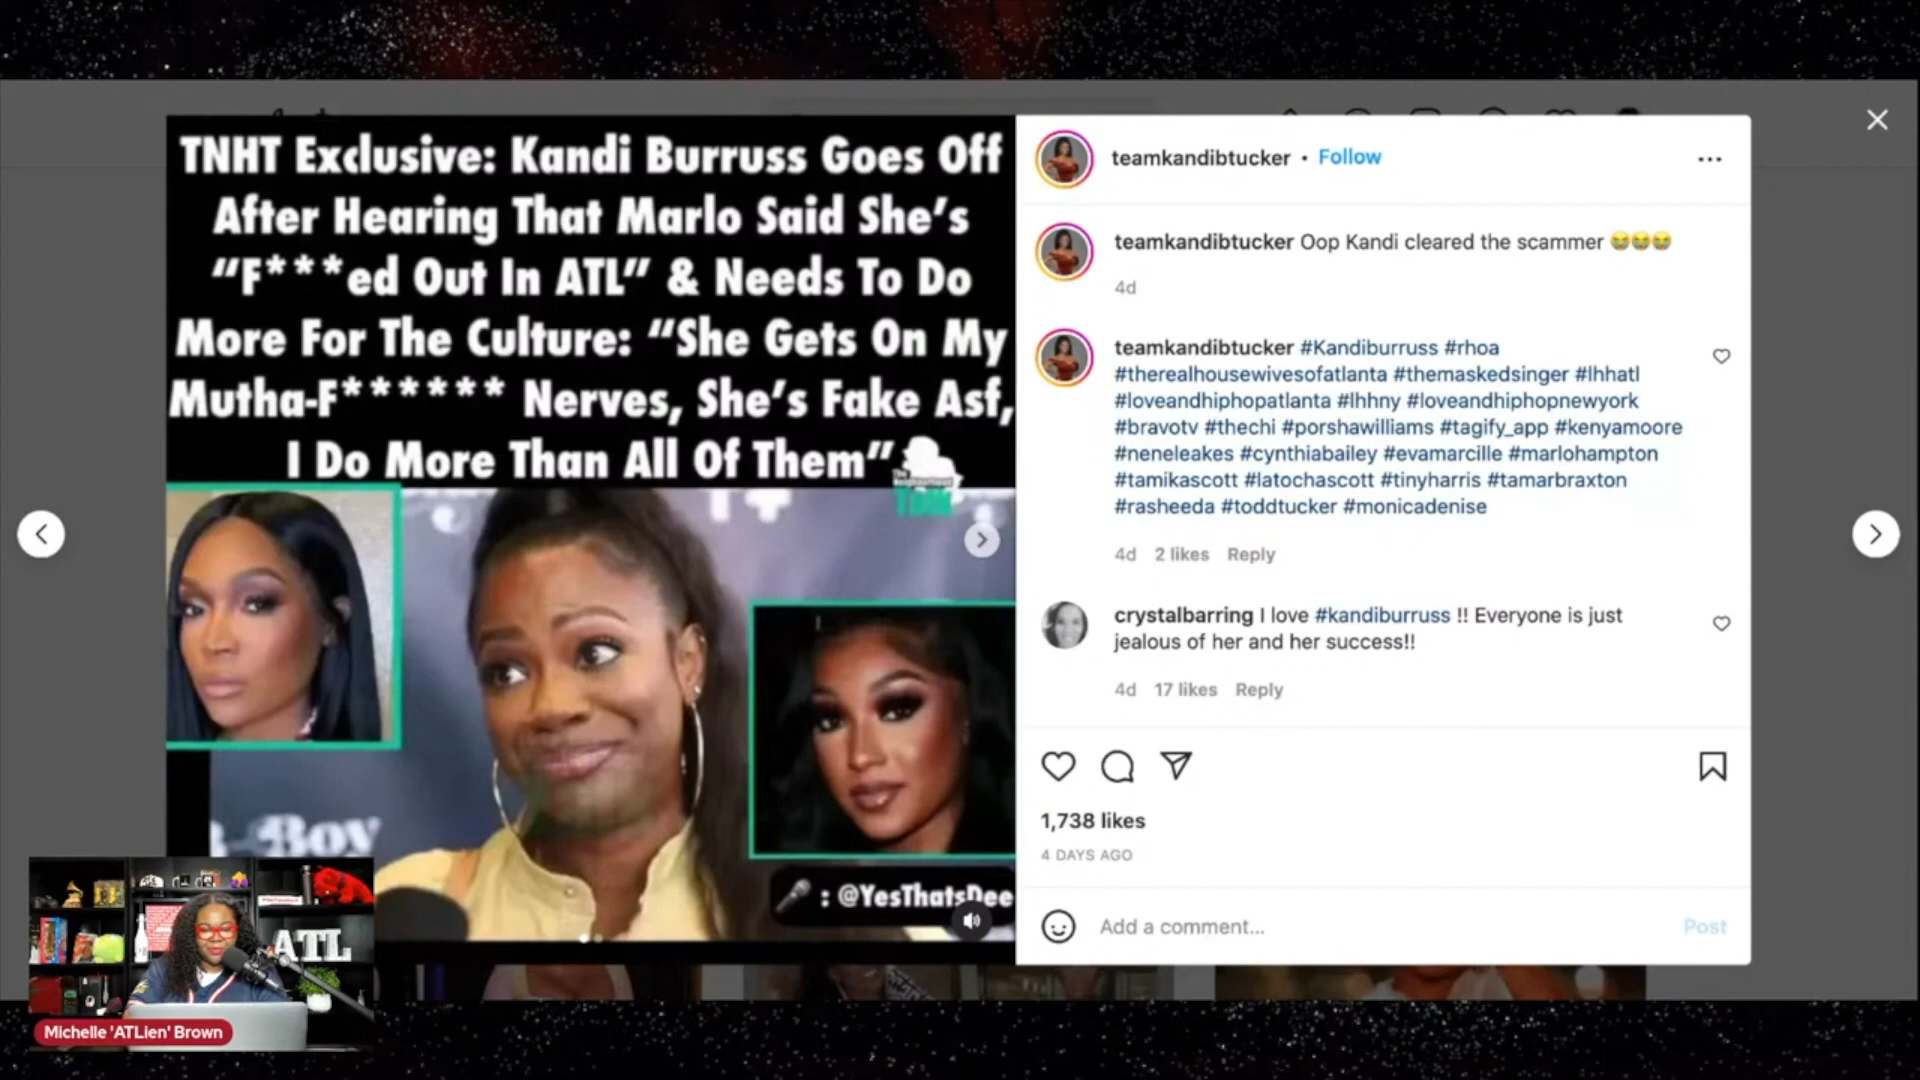 TNHT Exclusive: Kandi Burruss Goes Off
After Hearing That Marlo Said She's
"F***ed Out In ATL" & Needs To Do
More For The Culture: "She Gets On My
Mutha-F****** Nerves, She's Fake Asf,
I Do More Than All Of Them"
The
Neighborhood
TALK
-Boy
: @YesThatsDee
ATL
Michelle 'ATLien' Brown
teamkandibtucker • Follow
teamkandibtucker Oop Kandi cleared the scammer 😭😭😭
4d
teamkandibtucker #Kandiburruss #rhoa
#therealhousewivesofatlanta #themaskedsinger #lhhatl
#loveandhiphopatlanta #lhhny #loveandhiphopnewyork
#bravotv #thechi #porshawilliams #tagify_app #kenyamoore
#neneleakes #cynthiabailey #evamarcille #marlohampton
#tamikascott #latochascott #tinyharris #tamarbraxton
#rasheeda #toddtucker #monicadenise
4d 2 likes Reply
crystalbarring I love #kandiburruss !! Everyone is just
jealous of her and her success!!
4d 17 likes Reply
1,738 likes
4 DAYS AGO
Add a comment...
Post